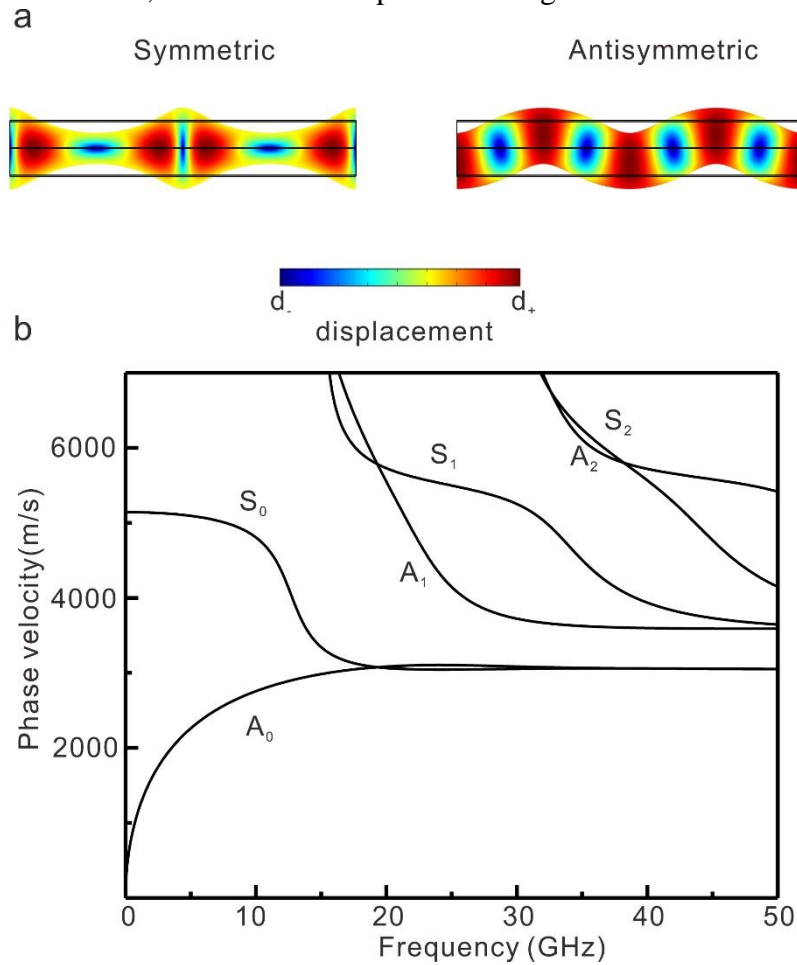 a
Symmetric
Antisymmetric
d-
d+
displacement
b
Phase velocity(m/s)
6000
4000
2000
S0
A0
S1
A1
S2
A2
0
10
20
30
40
50
Frequency (GHz)